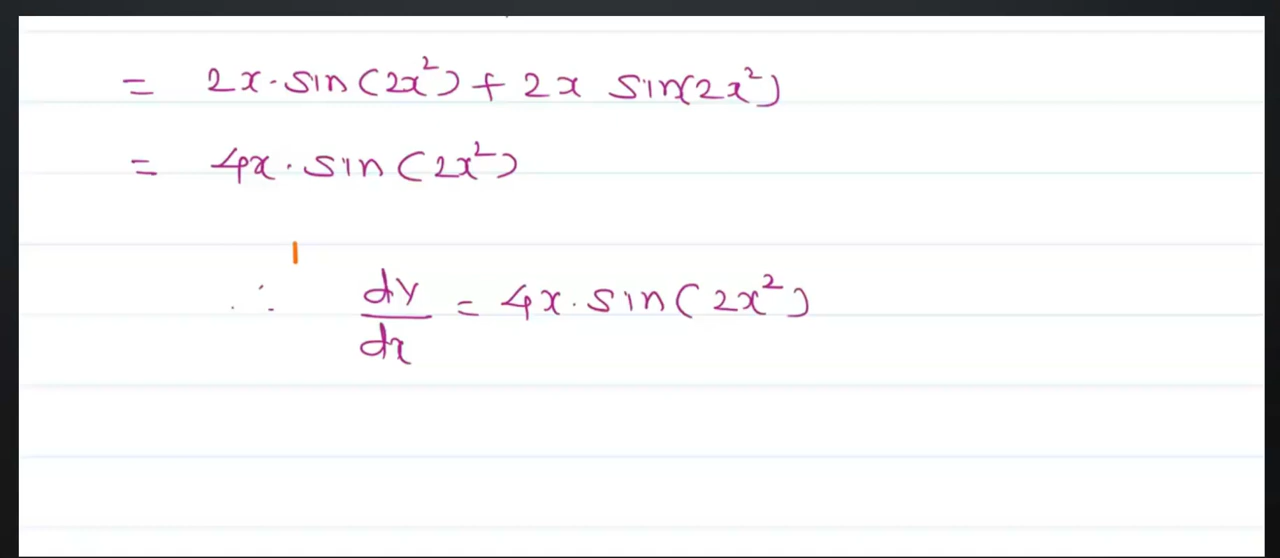 = 2x·sin(2x²) + 2x sin(2x²)
= 4x·sin(2x²)
∴ dy/dx = 4x·sin(2x²)